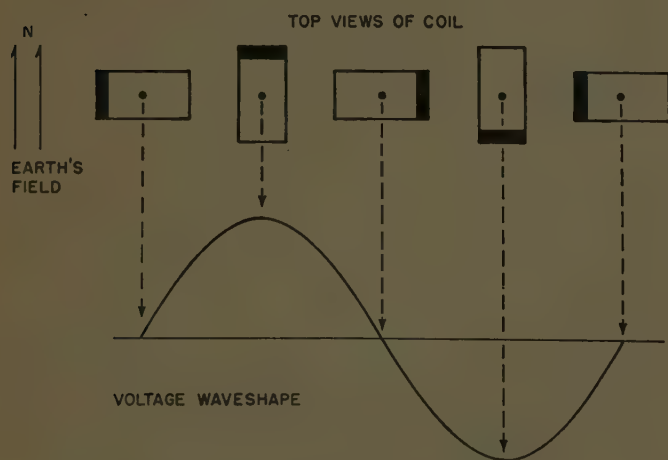 TOP VIEWS OF COIL
N
EARTH'S
FIELD
VOLTAGE WAVESHAPE